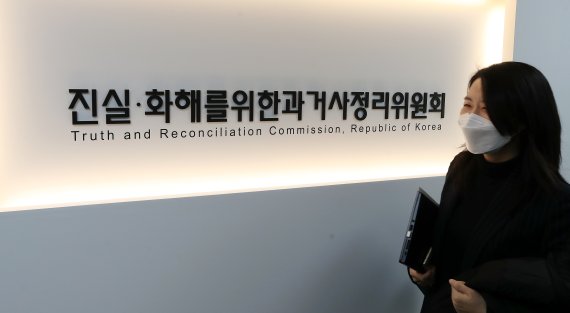 진실·화해를위한과거사정리위원회
Truth and Reconciliation Commission, Republic of Korea